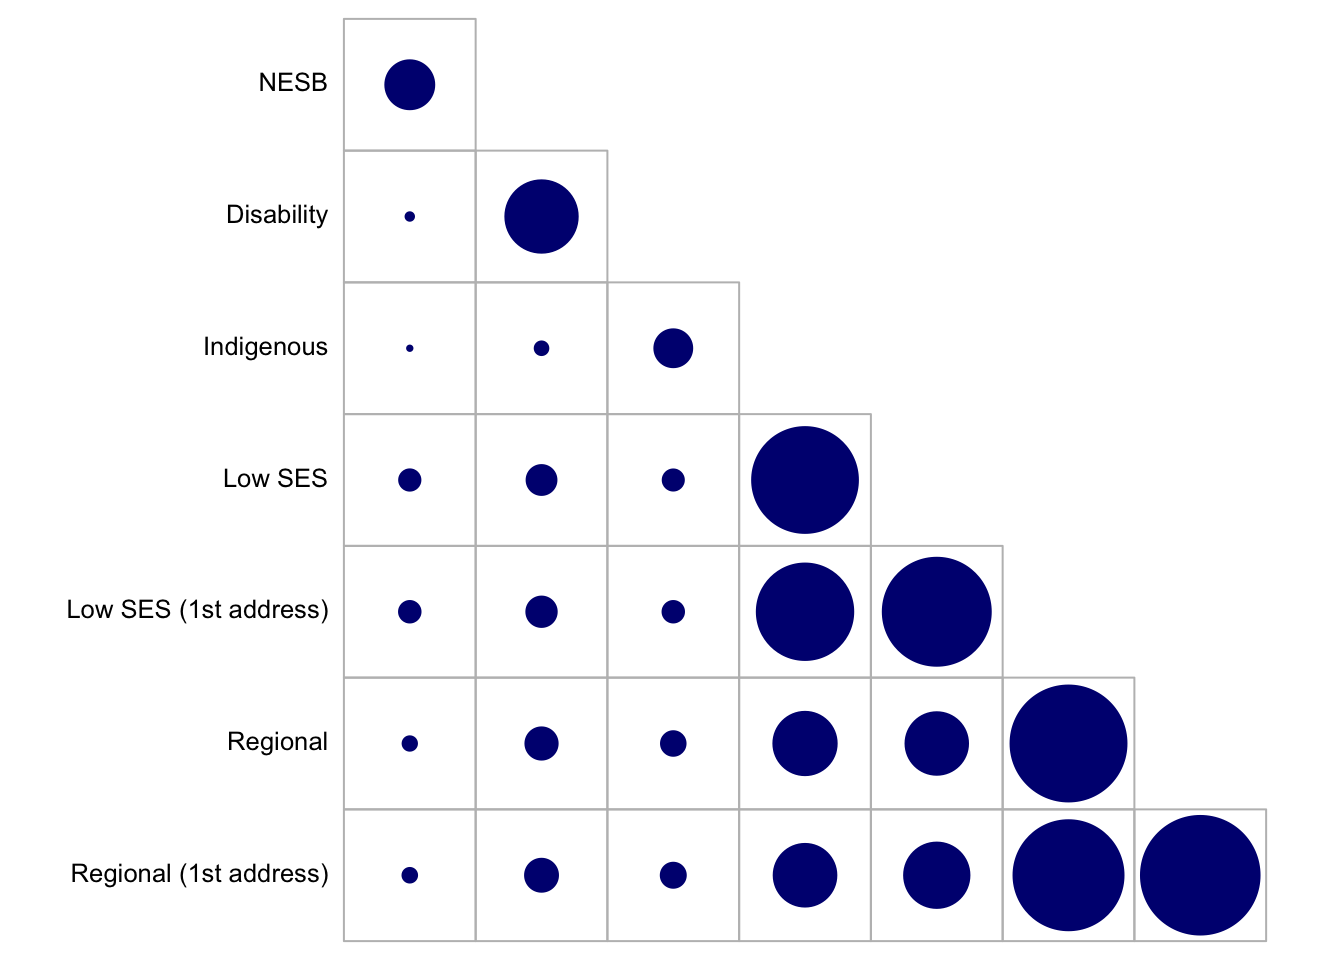 NESB
Disability
Indigenous
Low SES
Low SES (1st address)
Regional
Regional (1st address)